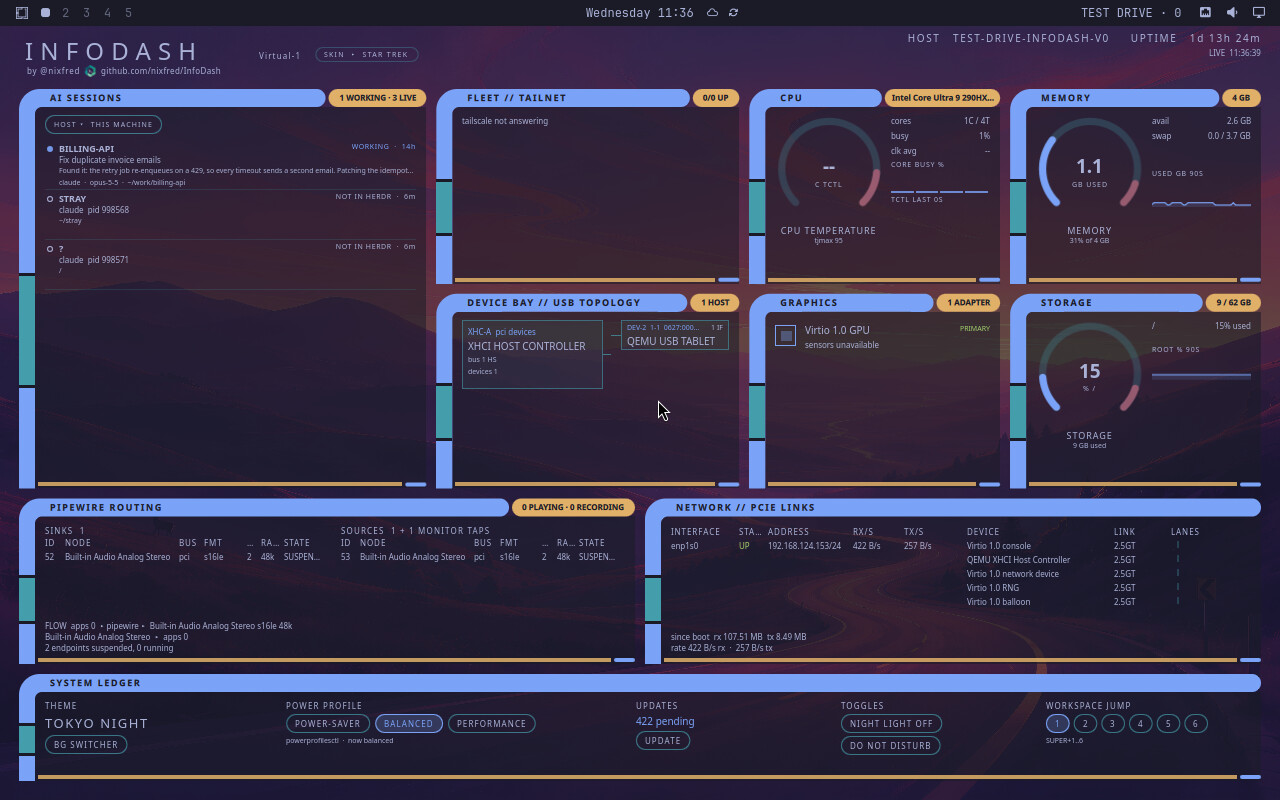 2 3 4 5
Wednesday 11:36
TEST DRIVE · 0
INFODASH
by @nixfred github.com/nixfred/InfoDash
Virtual-1
SKIN • STAR TREK
HOST TEST-DRIVE-INFODASH-V0 UPTIME 1d 13h 24m
LIVE 11:36:39
AI SESSIONS
1 WORKING · 3 LIVE
HOST • THIS MACHINE
BILLING-API
WORKING · 14h
Fix duplicate invoice emails
Found it: the retry job re-enqueues on a 429, so every timeout sends a second email. Patching the idempot...
claude · opus-5-5 · ~/work/billing-api
STRAY
NOT IN HERDR · 6m
claude pid 998568
~/stray
?
NOT IN HERDR · 6m
claude pid 998571
/
FLEET // TAILNET
0/0 UP
tailscale not answering
CPU
Intel Core Ultra 9 290HX...
--
C TCTL
CPU TEMPERATURE
tjmax 95
cores 1C / 4T
busy 1%
clk avg --
CORE BUSY %
TCTL LAST 0S
MEMORY
4 GB
1.1
GB USED
MEMORY
31% of 4 GB
avail 2.6 GB
swap 0.0 / 3.7 GB
USED GB 90S
DEVICE BAY // USB TOPOLOGY
1 HOST
XHC-A pci devices
XHCI HOST CONTROLLER
bus 1 HS
devices 1
DEV-2 1-1 0627:000... 1 IF
QEMU USB TABLET
GRAPHICS
1 ADAPTER
Virtio 1.0 GPU
PRIMARY
sensors unavailable
STORAGE
9 / 62 GB
15
% /
STORAGE
9 GB used
/ 15% used
ROOT % 90S
PIPEWIRE ROUTING
0 PLAYING · 0 RECORDING
SINKS 1
ID NODE BUS FMT ... RA... STATE
52 Built-in Audio Analog Stereo pci s16le 2 48k SUSPEN...
SOURCES 1 + 1 MONITOR TAPS
ID NODE BUS FMT ... RA... STATE
53 Built-in Audio Analog Stereo pci s16le 2 48k SUSPEN...
FLOW apps 0 • pipewire • Built-in Audio Analog Stereo s16le 48k
Built-in Audio Analog Stereo • apps 0
2 endpoints suspended, 0 running
NETWORK // PCIE LINKS
INTERFACE STA... ADDRESS RX/S TX/S
enp1s0 UP 192.168.124.153/24 422 B/s 257 B/s
DEVICE LINK LANES
Virtio 1.0 console 2.5GT
QEMU XHCI Host Controller 2.5GT
Virtio 1.0 network device 2.5GT
Virtio 1.0 RNG 2.5GT
Virtio 1.0 balloon 2.5GT
since boot rx 107.51 MB tx 8.49 MB
rate 422 B/s rx · 257 B/s tx
SYSTEM LEDGER
THEME
TOKYO NIGHT
BG SWITCHER
POWER PROFILE
POWER-SAVER BALANCED PERFORMANCE
powerprofilesctl · now balanced
UPDATES
422 pending
UPDATE
TOGGLES
NIGHT LIGHT OFF
DO NOT DISTURB
WORKSPACE JUMP
1 2 3 4 5 6
SUPER+1..6